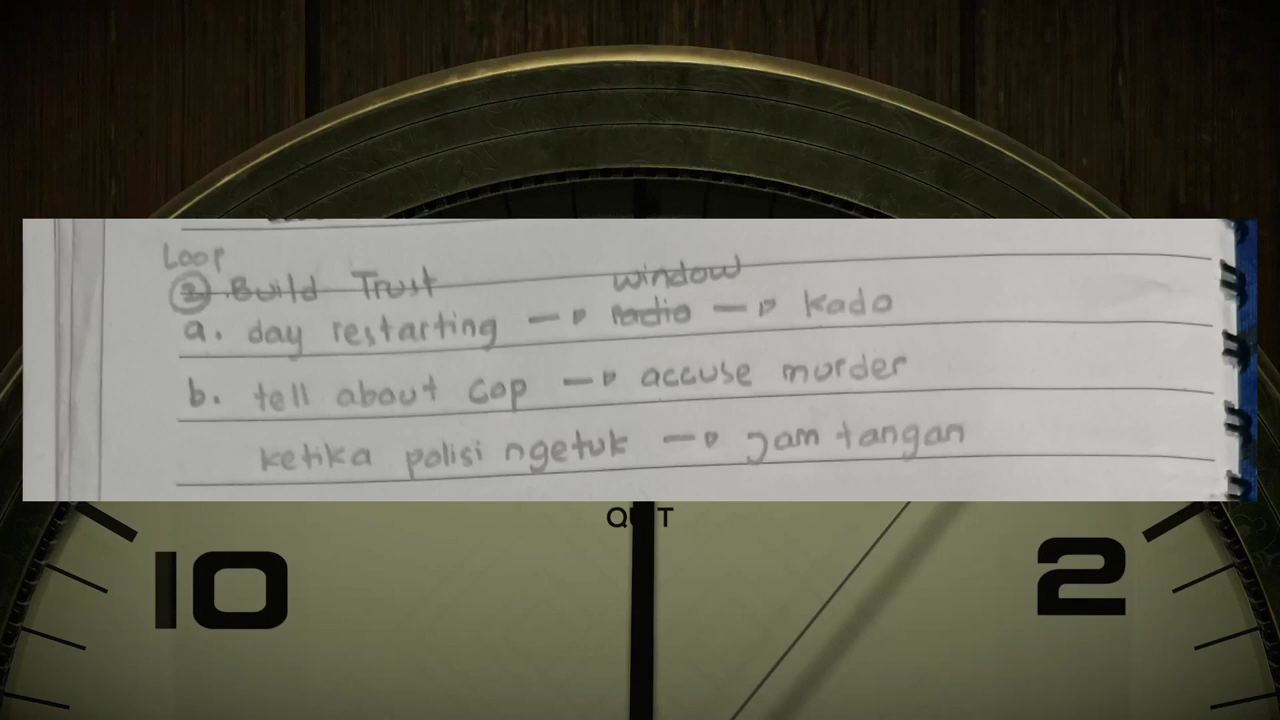 Loop
② Build Trust
window
a. day restarting → radio → kado
b. tell about cop → accuse murder
ketika polisi ngetuk → jam tangan
QUIT
10
2